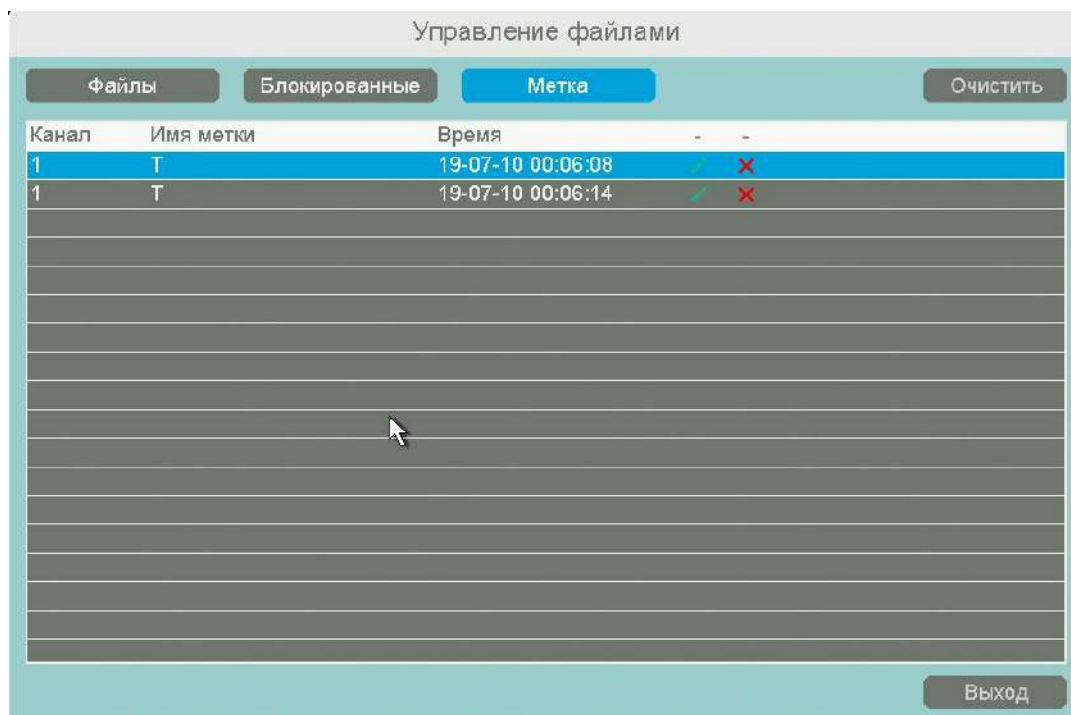 Управление файлами
Файлы Блокированные Метка Очистить
Канал Имя метки Время - -
1 T 19-07-10 00:06:08
1 T 19-07-10 00:06:14
Выход